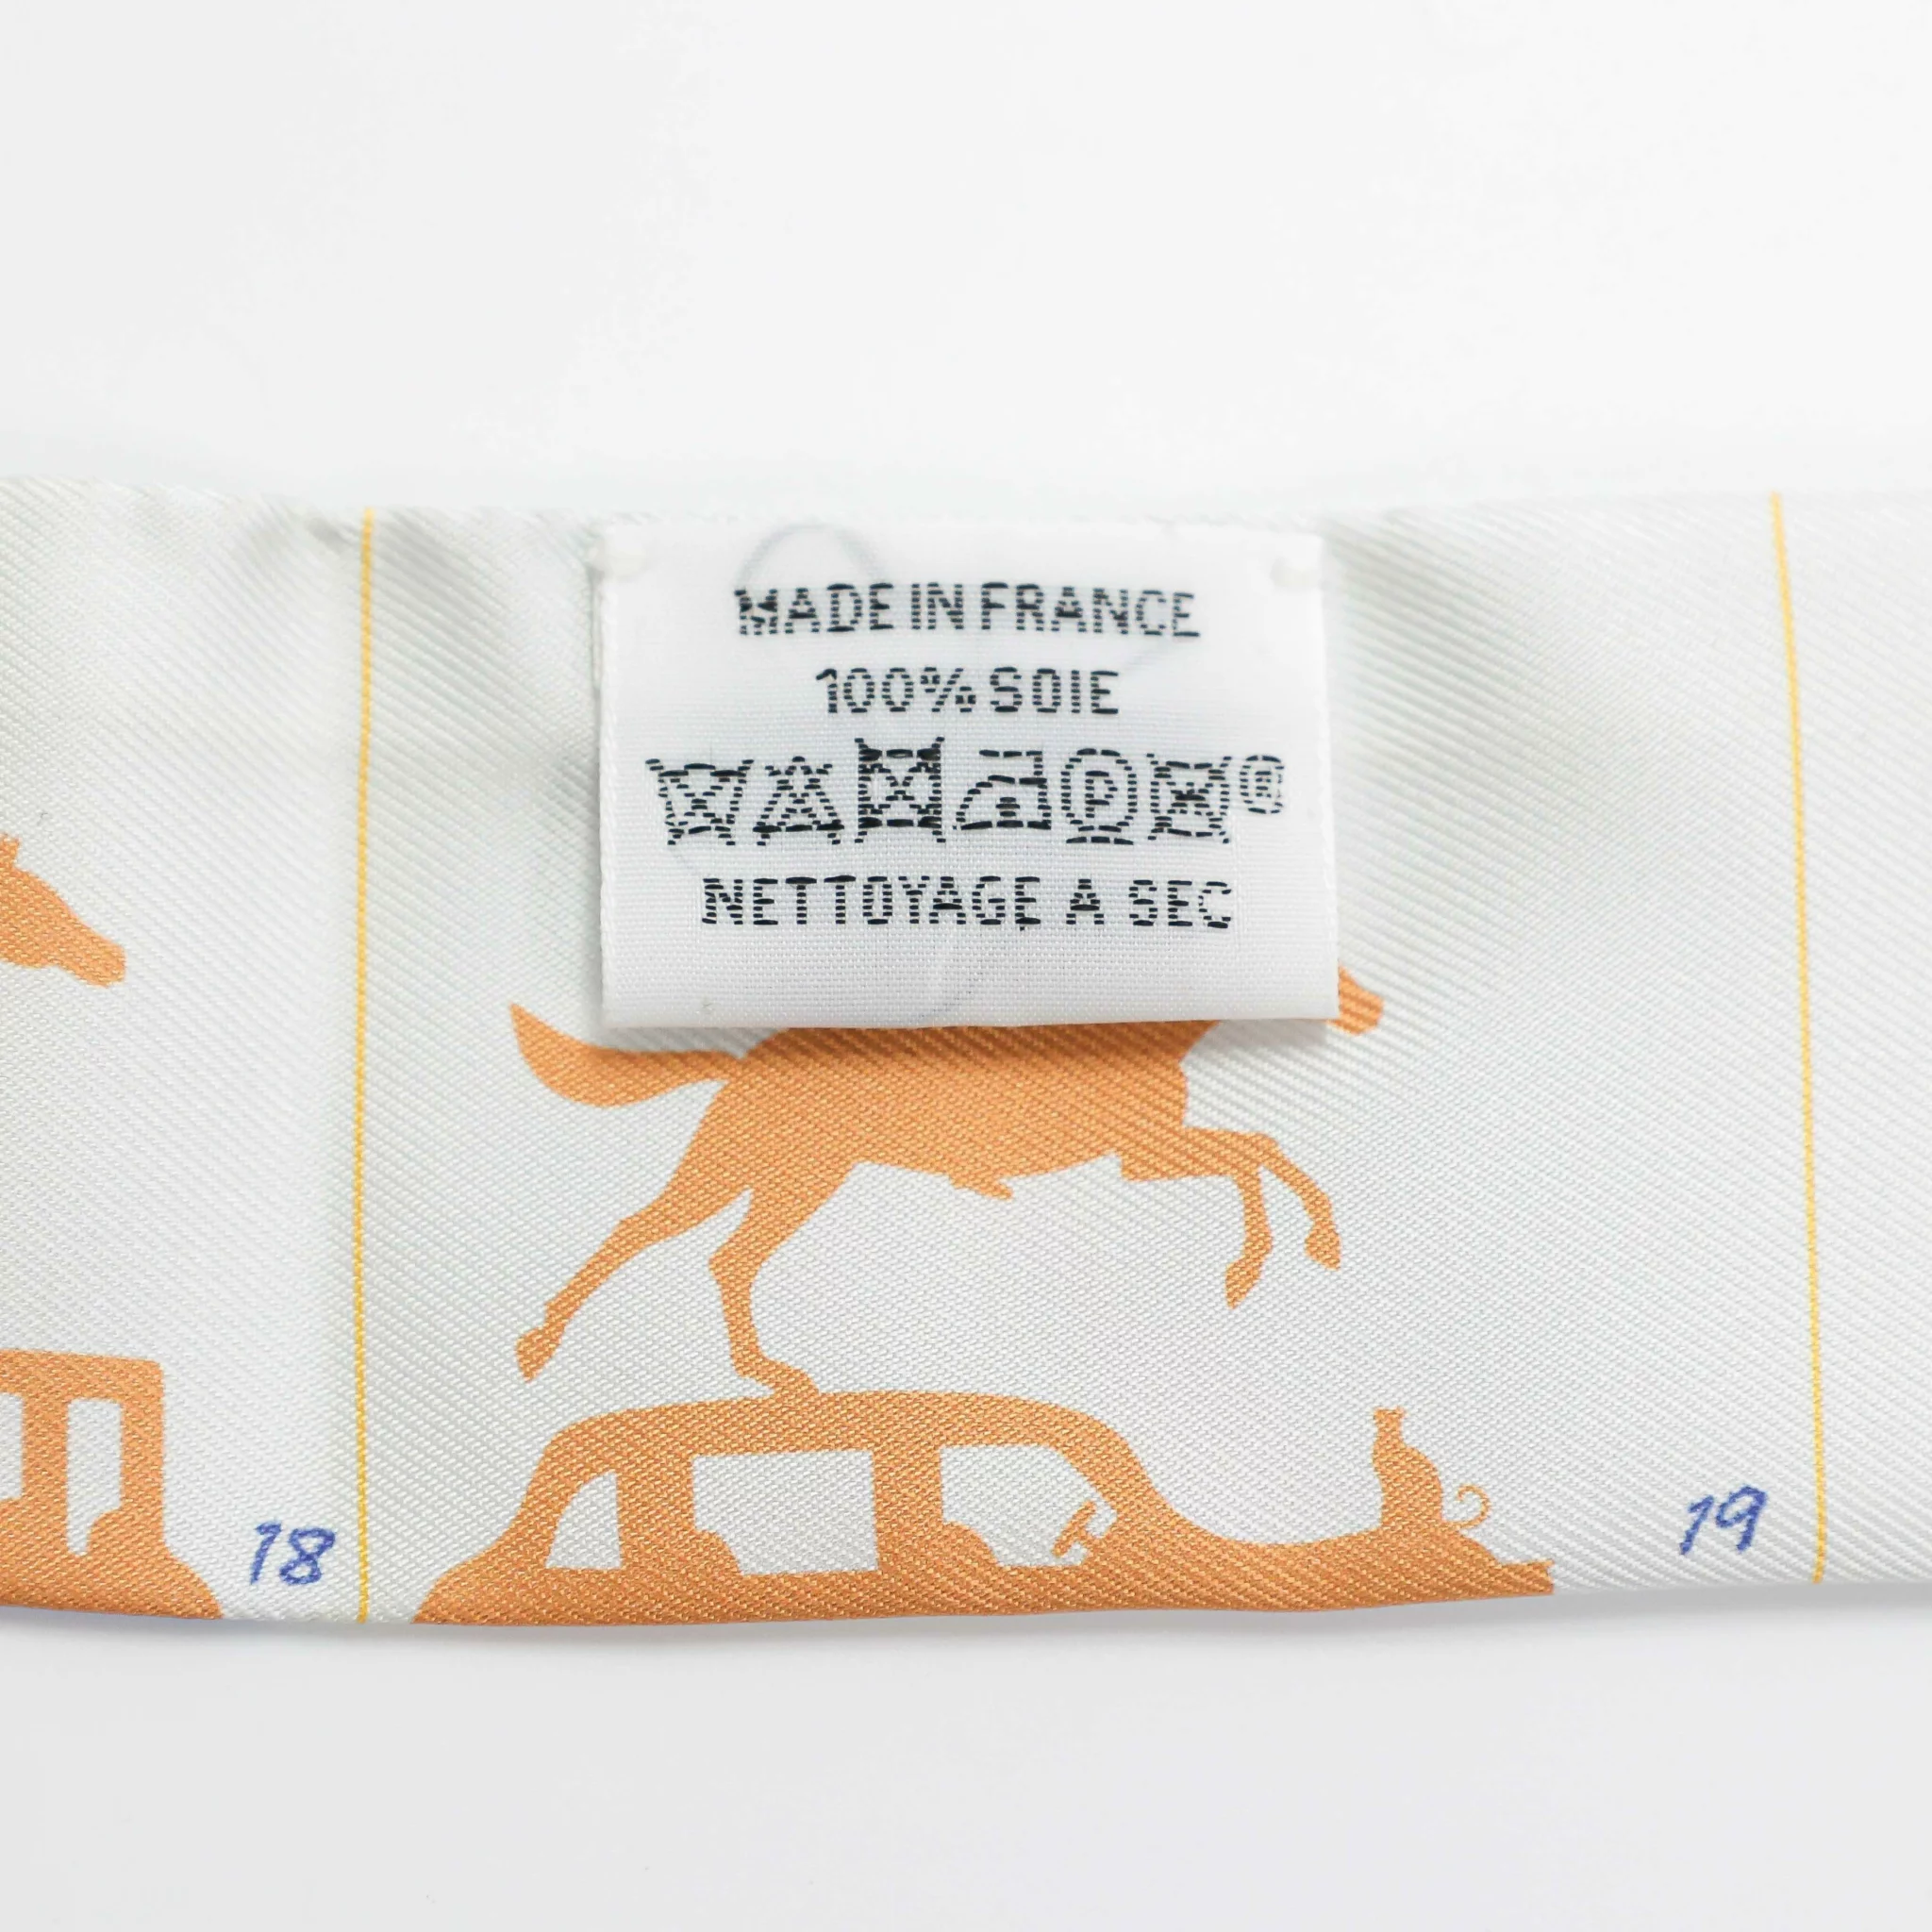 MADE IN FRANCE
100% SOIE
P ®
NETTOYAGE A SEC
18
19